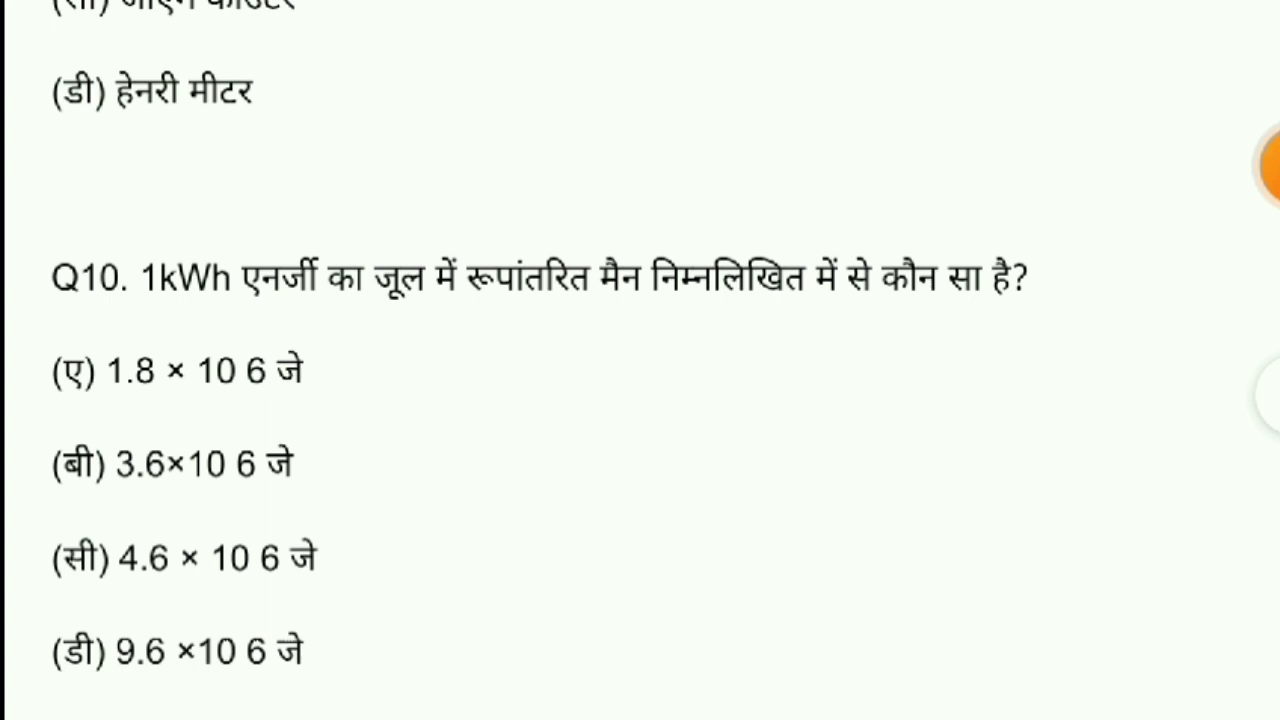 (डी) हेनरी मीटर
Q10. 1kWh एनर्जी का जूल में रूपांतरित मैन निम्नलिखित में से कौन सा है?
(ए) 1.8 × 10 6 जे
(बी) 3.6×10 6 जे
(सी) 4.6 × 10 6 जे
(डी) 9.6 ×10 6 जे